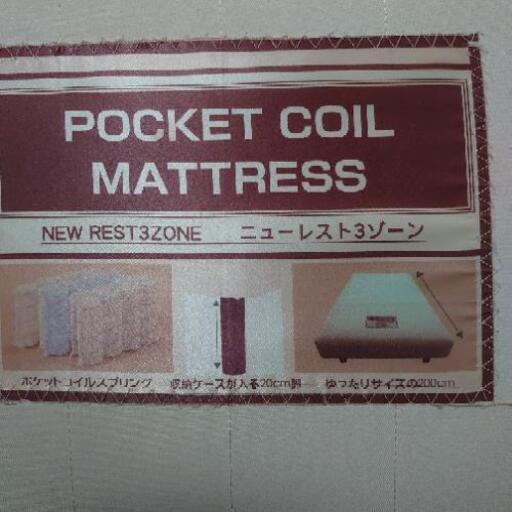 POCKET COIL
MATTRESS
NEW REST3ZONE ニューレスト3ゾーン
ポケットコイルスプリング 収納ケースが入る20cm脚 ゆったりサイズの200cm